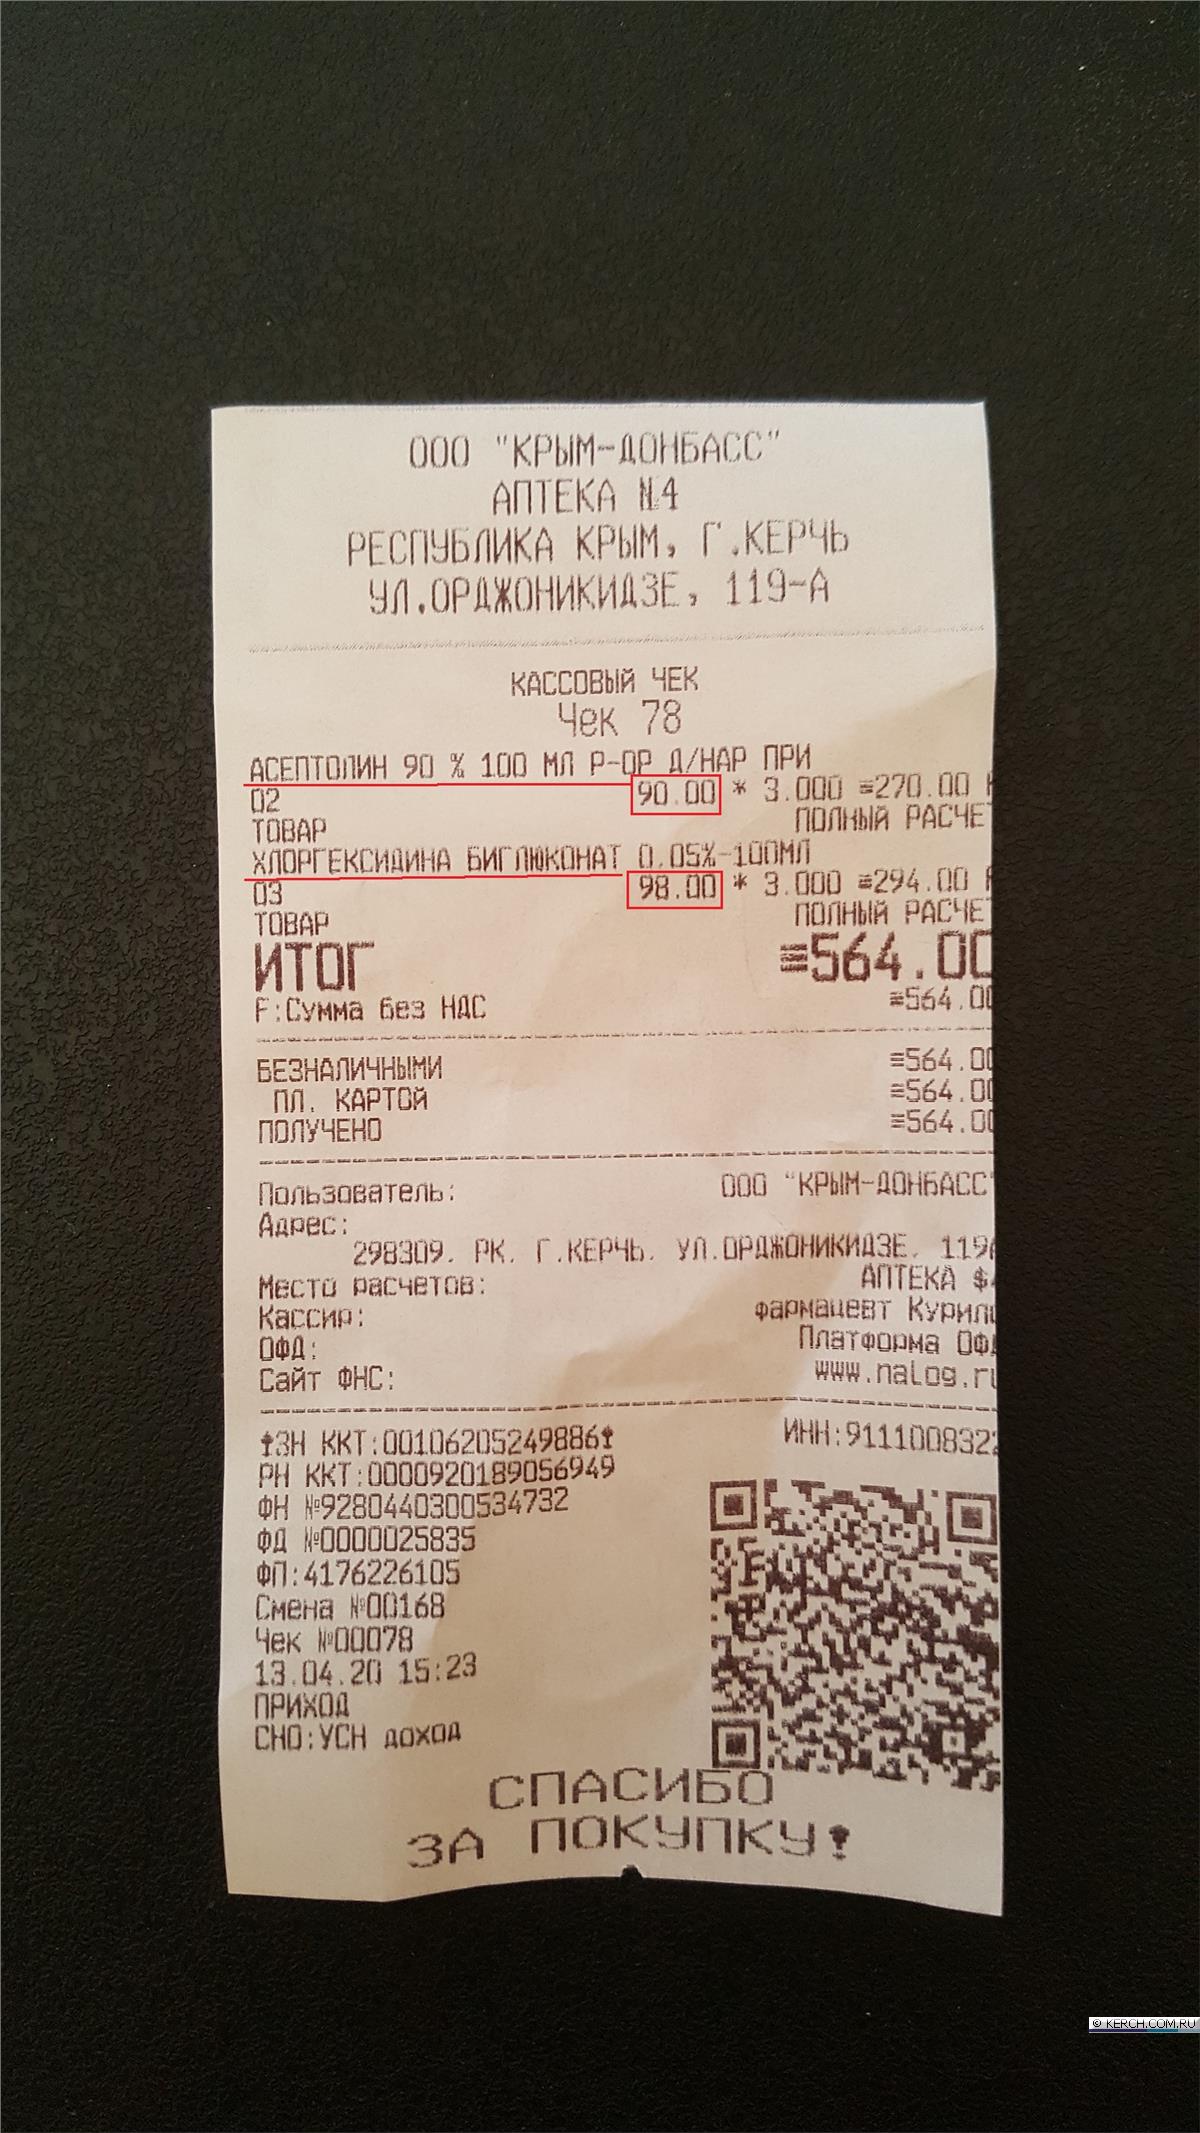 ООО "КРЫМ-ДОНБАСС"
АПТЕКА №4
РЕСПУБЛИКА КРЫМ, Г.КЕРЧЬ
УЛ.ОРДЖОНИКИДЗЕ, 119-А
КАССОВЫЙ ЧЕК
Чек 78
АСЕПТОЛИН 90 % 100 МЛ Р-ОР Д/НАР ПРИ
02 90.00 * 3.000 ≡270.00
ТОВАР ПОЛНЫЙ РАСЧЕТ
ХЛОРГЕКСИДИНА БИГЛЮКОНАТ 0.05%-100МЛ
03 98.00 * 3.000 ≡294.00
ТОВАР ПОЛНЫЙ РАСЧЕТ
ИТОГ ≡564.00
F:Сумма без НДС ≡564.00
БЕЗНАЛИЧНЫМИ ≡564.00
ПЛ. КАРТОЙ ≡564.00
ПОЛУЧЕНО ≡564.00
Пользователь: ООО "КРЫМ-ДОНБАСС"
Адрес:
298309, РК, Г.КЕРЧЬ, УЛ.ОРДЖОНИКИДЗЕ, 119А
Место расчетов: АПТЕКА $4
Кассир: фармацевт
ОФД: Платформа ОФД
Сайт ФНС: www.nalog.ru
ЗН ККТ:00106205249886 ИНН:9111008322
РН ККТ:0000920189056949
ФН №9280440300534732
ФД №0000025835
ФП:4176226105
Смена №00168
Чек №00078
13.04.20 15:23
ПРИХОД
СНО:УСН доход
СПАСИБО
ЗА ПОКУПКУ!
© KERCH.COM.RU